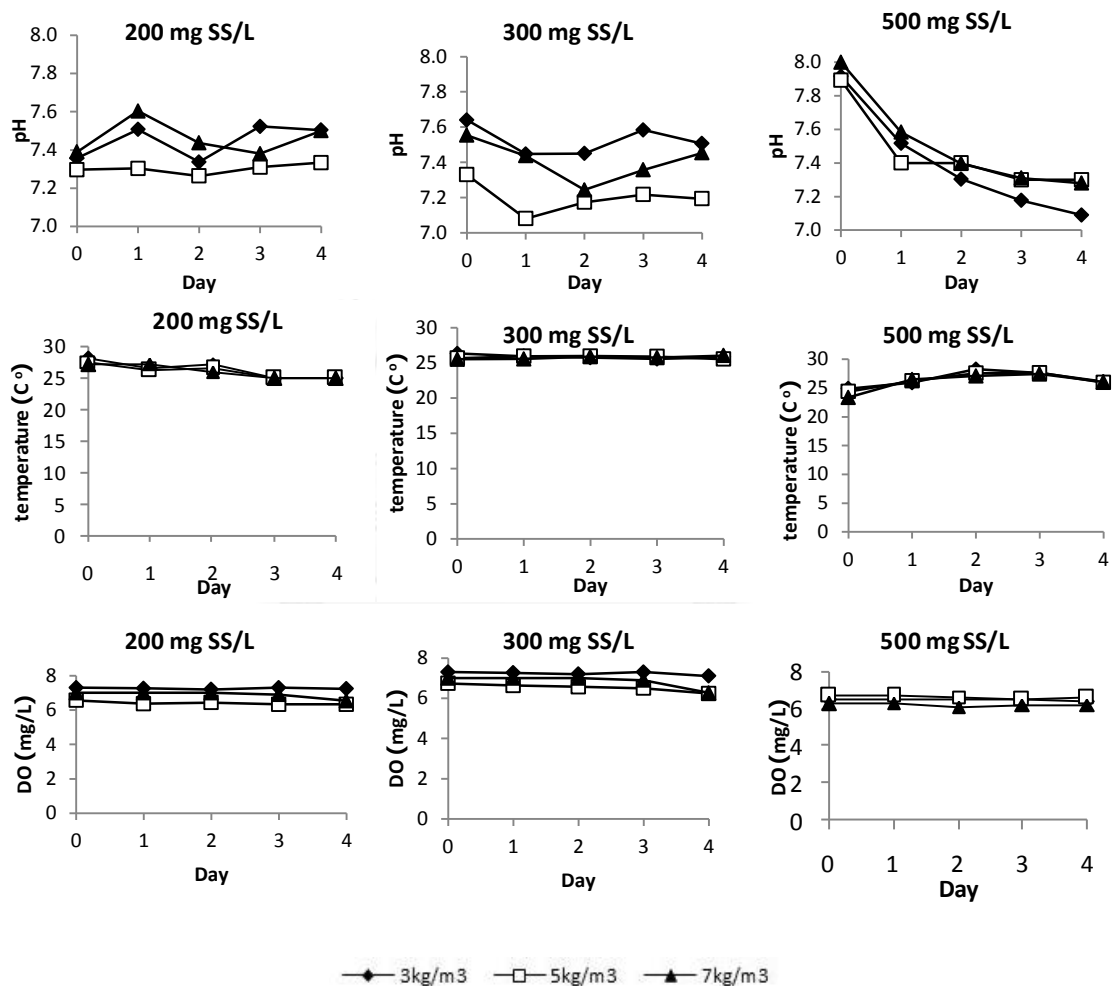 200 mg SS/L
8.0
7.8
7.6
7.4
7.2
7.0
pH
0 1 2 3 4
Day
300 mg SS/L
8.0
7.8
7.6
7.4
7.2
7.0
pH
0 1 2 3 4
Day
500 mg SS/L
8.0
7.8
7.6
7.4
7.2
7.0
pH
0 1 2 3 4
Day
200 mg SS/L
30
25
20
15
10
5
0
temperature (C°)
0 1 2 3 4
Day
300 mg SS/L
30
25
20
15
10
5
0
temperature (C°)
0 1 2 3 4
Day
500 mg SS/L
30
25
20
15
10
5
0
temperature (C°)
0 1 2 3 4
Day
200 mg SS/L
8
6
4
2
0
DO (mg/L)
0 1 2 3 4
Day
300 mg SS/L
8
6
4
2
0
DO (mg/L)
0 1 2 3 4
Day
500 mg SS/L
8
6
4
2
0
DO (mg/L)
0 1 2 3 4
Day
3kg/m3 5kg/m3 7kg/m3